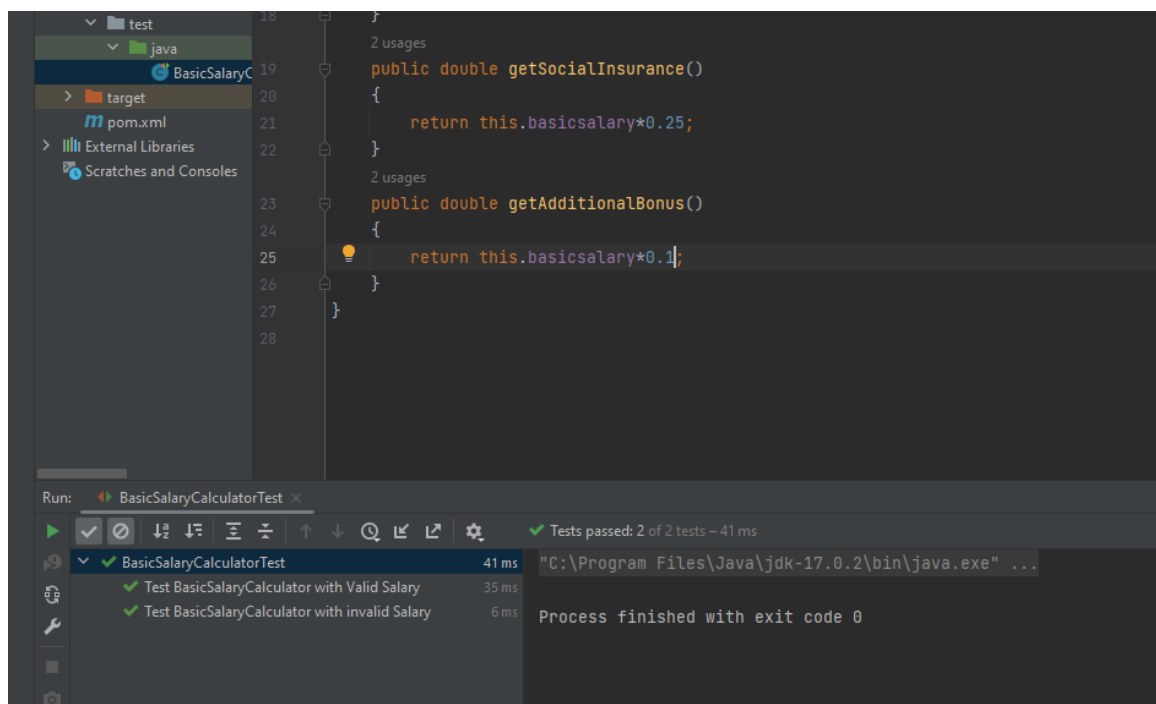 test
java
BasicSalaryC
target
pom.xml
External Libraries
Scratches and Consoles
18 }
2 usages
19 public double getSocialInsurance()
20 {
21 return this.basicsalary*0.25;
22 }
2 usages
23 public double getAdditionalBonus()
24 {
25 return this.basicsalary*0.1;
26 }
27 }
28
Run: BasicSalaryCalculatorTest
Tests passed: 2 of 2 tests – 41 ms
BasicSalaryCalculatorTest 41 ms
Test BasicSalaryCalculator with Valid Salary 35 ms
Test BasicSalaryCalculator with invalid Salary 6 ms
"C:\Program Files\Java\jdk-17.0.2\bin\java.exe" ...
Process finished with exit code 0